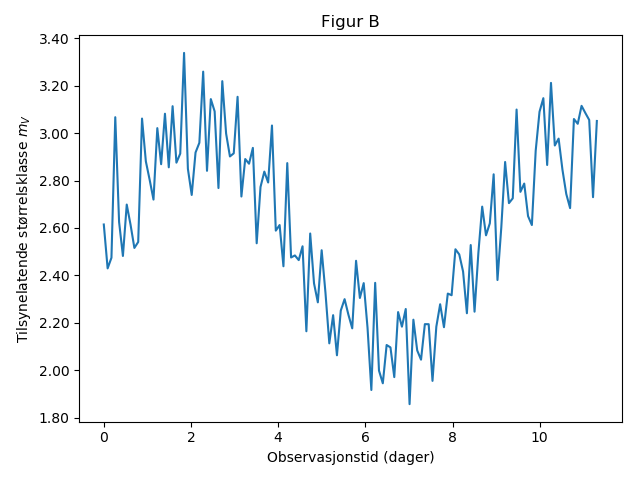 Figur B
Tilsynelatende størrelsklasse m_V
3.40
3.20
3.00
2.80
2.60
2.40
2.20
2.00
1.80
0 2 4 6 8 10
Observasjonstid (dager)